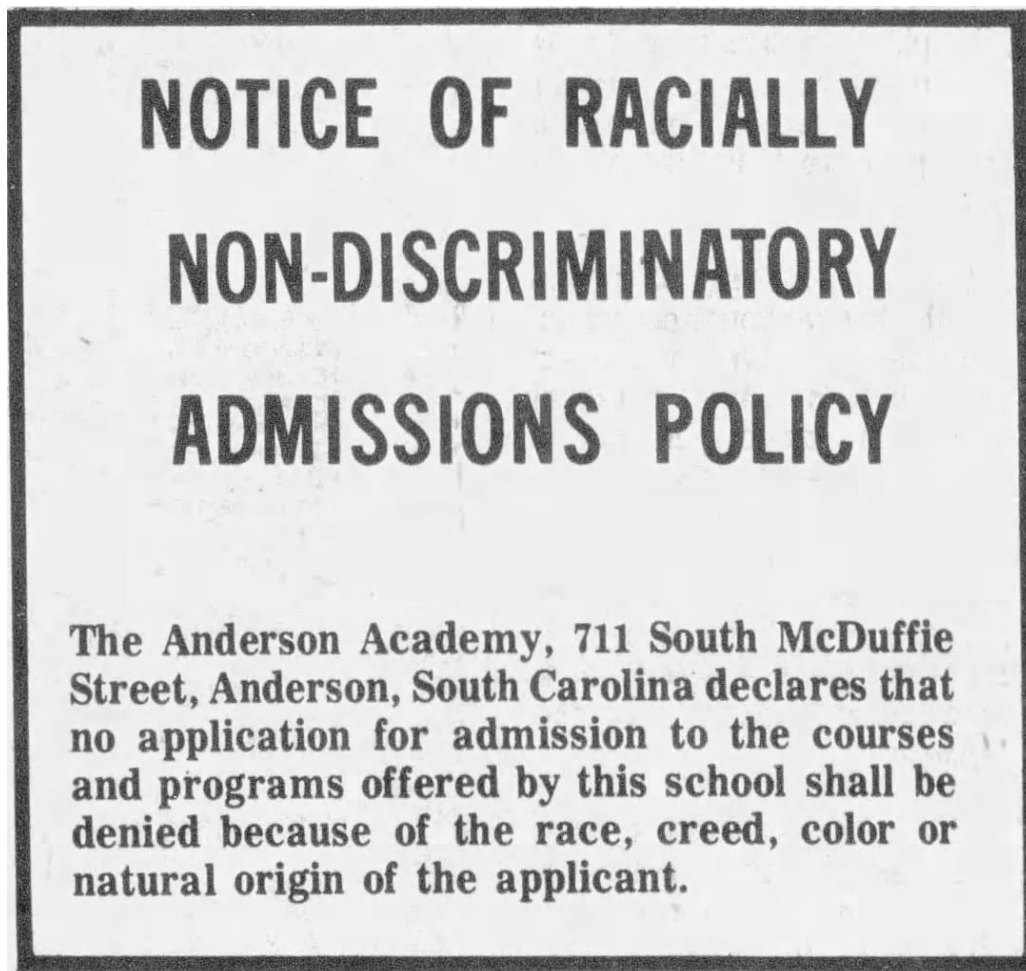 NOTICE OF RACIALLY
NON-DISCRIMINATORY
ADMISSIONS POLICY
The Anderson Academy, 711 South McDuffie
Street, Anderson, South Carolina declares that
no application for admission to the courses
and programs offered by this school shall be
denied because of the race, creed, color or
natural origin of the applicant.